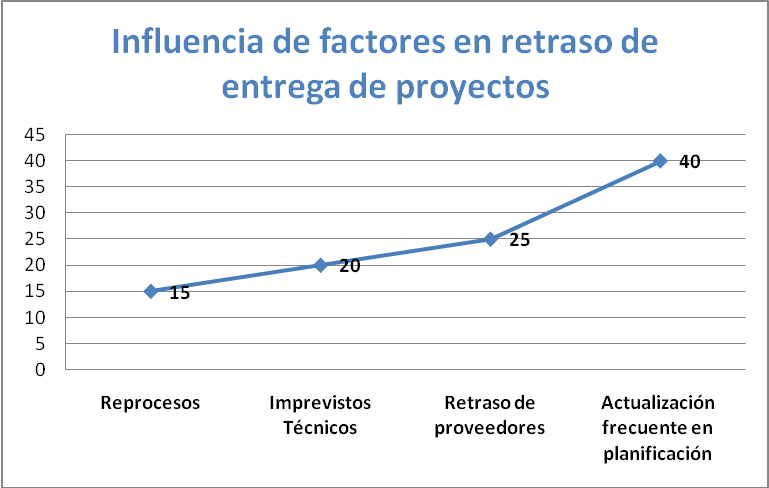 Influencia de factores en retraso de
entrega de proyectos
45
40
35
30
25
20
15
10
5
0
15
20
25
40
Reprocesos
Imprevistos
Técnicos
Retraso de
proveedores
Actualización
frecuente en
planificación